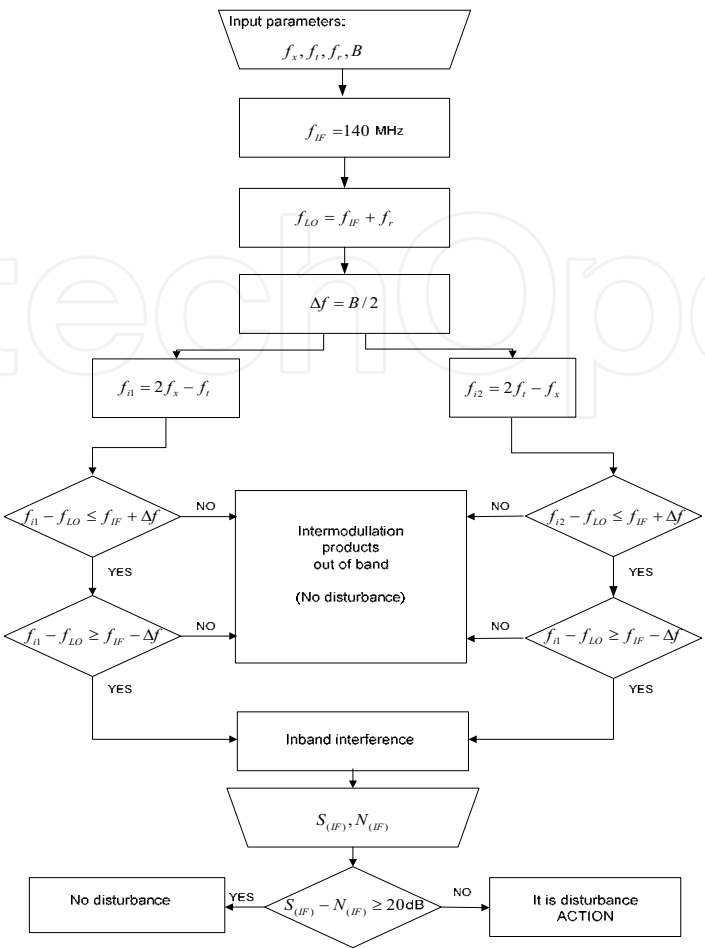 Input parameters:
f_x, f_t, f_r, B
f_IF =140 MHz
f_LO = f_IF + f_r
Δf = B/2
f_i1 = 2f_x − f_t
f_i2 = 2f_t − f_x
f_i1 − f_LO ≤ f_IF + Δf
NO
YES
Intermodullation
products
out of band
(No disturbance)
NO
f_i2 − f_LO ≤ f_IF + Δf
YES
f_i1 − f_LO ≥ f_IF − Δf
NO
YES
NO
f_i1 − f_LO ≥ f_IF − Δf
YES
Inband interference
S_(IF), N_(IF)
No disturbance
YES
S_(IF) − N_(IF) ≥ 20dB
NO
It is disturbance
ACTION
techOpe